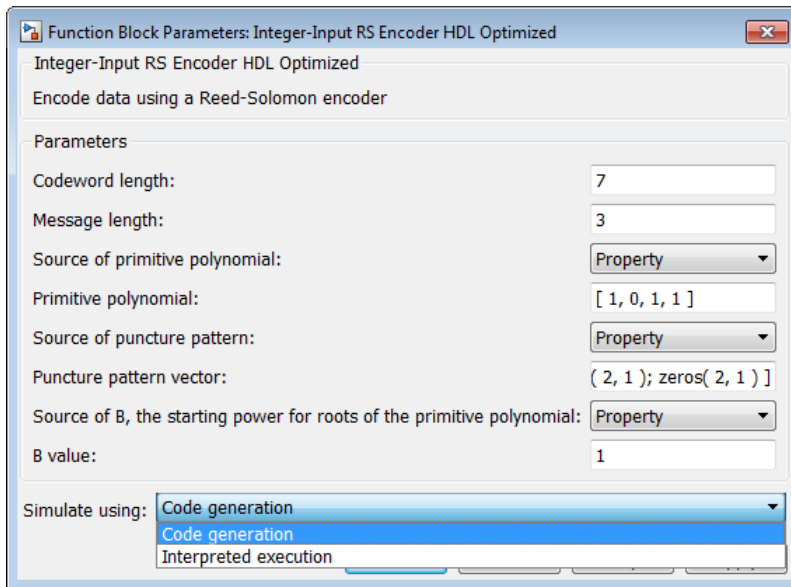 Function Block Parameters: Integer-Input RS Encoder HDL Optimized
Integer-Input RS Encoder HDL Optimized
Encode data using a Reed-Solomon encoder
Parameters
Codeword length: 7
Message length: 3
Source of primitive polynomial: Property
Primitive polynomial: [ 1, 0, 1, 1 ]
Source of puncture pattern: Property
Puncture pattern vector: ( 2, 1 ); zeros( 2, 1 ) ]
Source of B, the starting power for roots of the primitive polynomial: Property
B value: 1
Simulate using: Code generation
Code generation
Interpreted execution